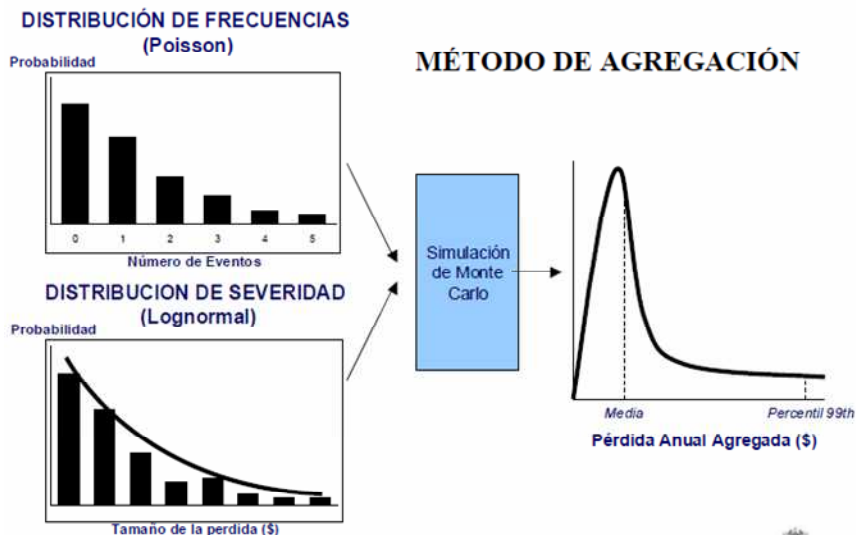 DISTRIBUCIÓN DE FRECUENCIAS
(Poisson)
Probabilidad
0 1 2 3 4 5
Número de Eventos
DISTRIBUCION DE SEVERIDAD
(Lognormal)
Probabilidad
Tamaño de la perdida ($)
MÉTODO DE AGREGACIÓN
Simulación
de Monte
Carlo
Media Percentil 99th
Pérdida Anual Agregada ($)